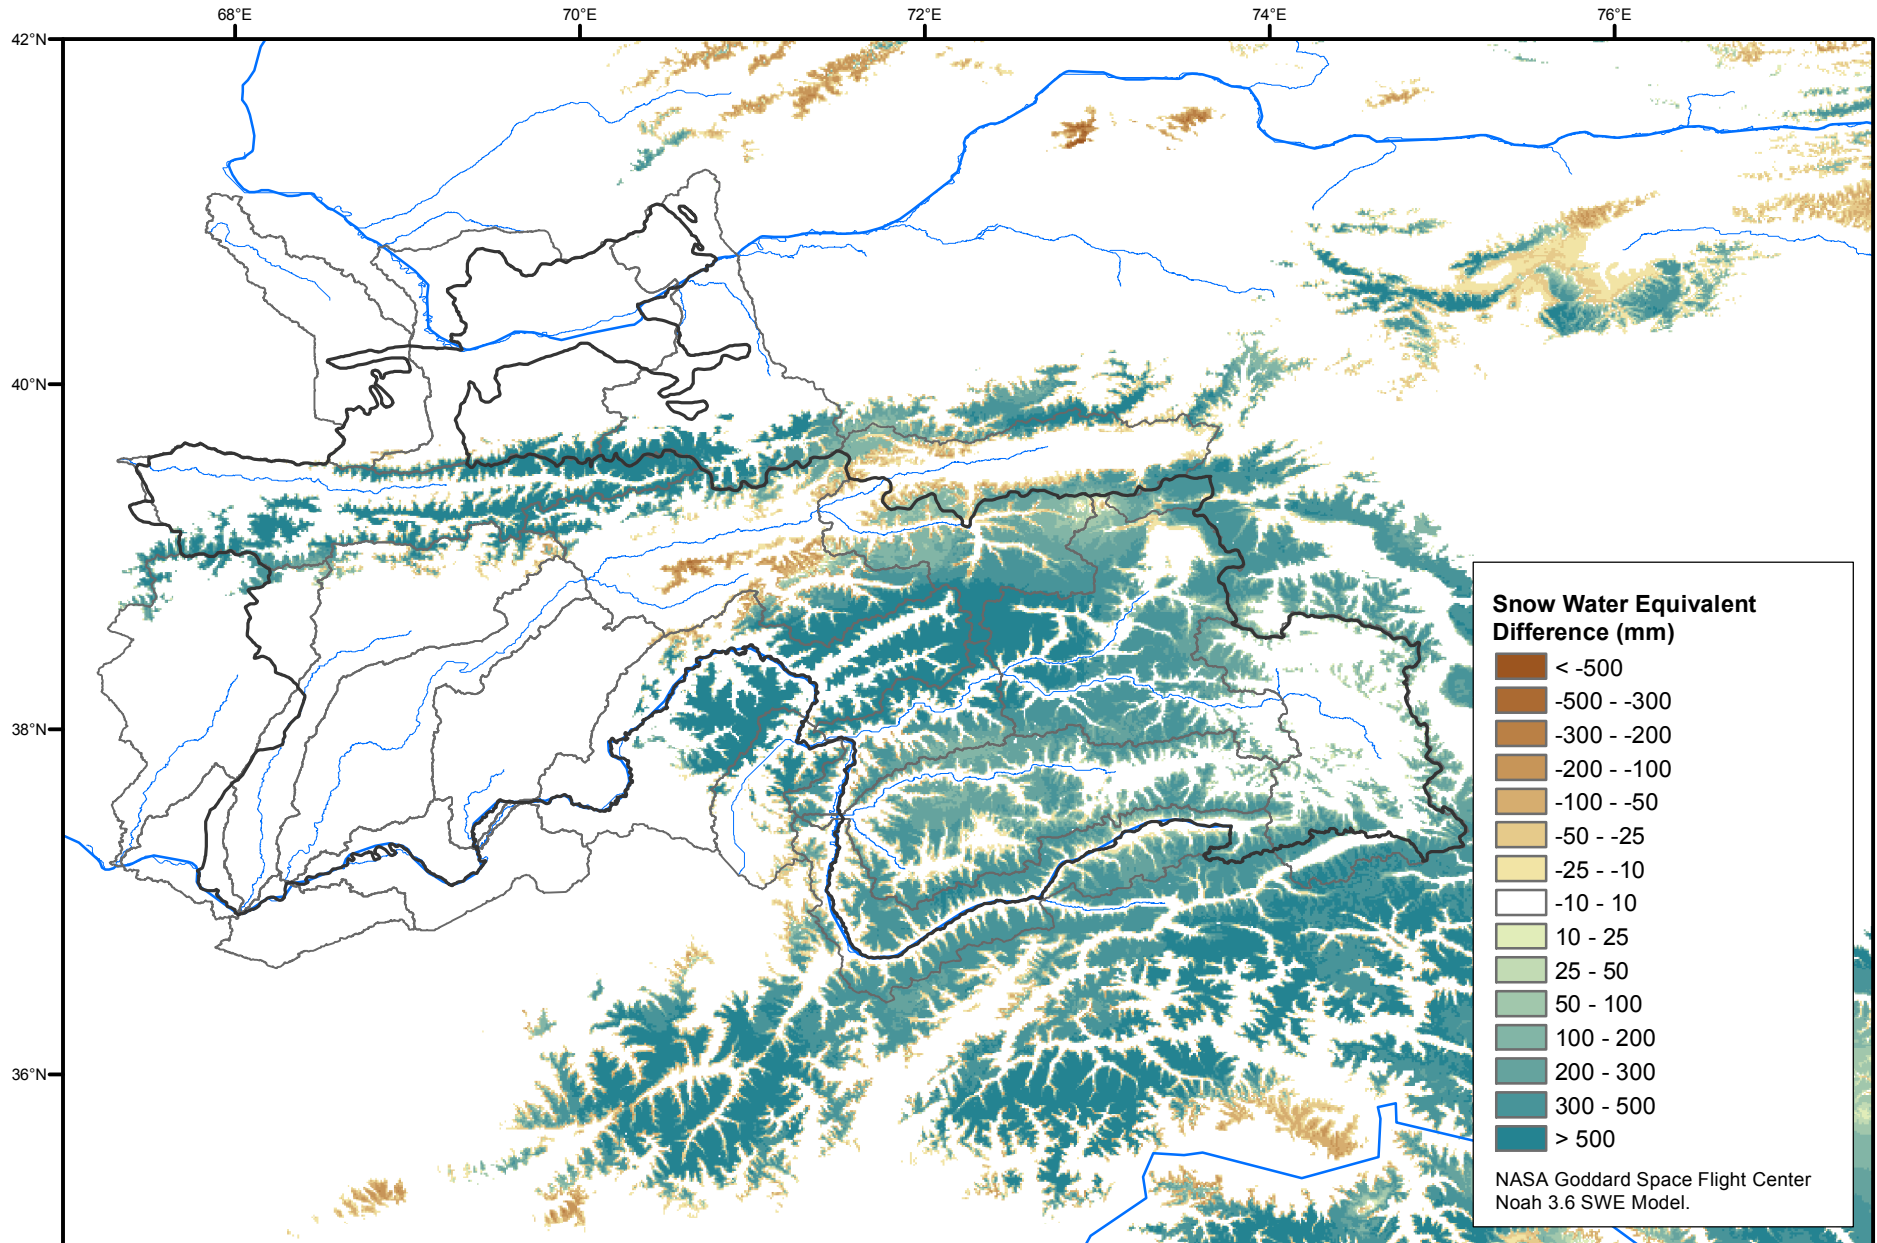 68°E 70°E 72°E 74°E 76°E
42°N
40°N
38°N
36°N
Snow Water Equivalent
Difference (mm)
< -500
-500 - -300
-300 - -200
-200 - -100
-100 - -50
-50 - -25
-25 - -10
-10 - 10
10 - 25
25 - 50
50 - 100
100 - 200
200 - 300
300 - 500
> 500
NASA Goddard Space Flight Center
Noah 3.6 SWE Model.